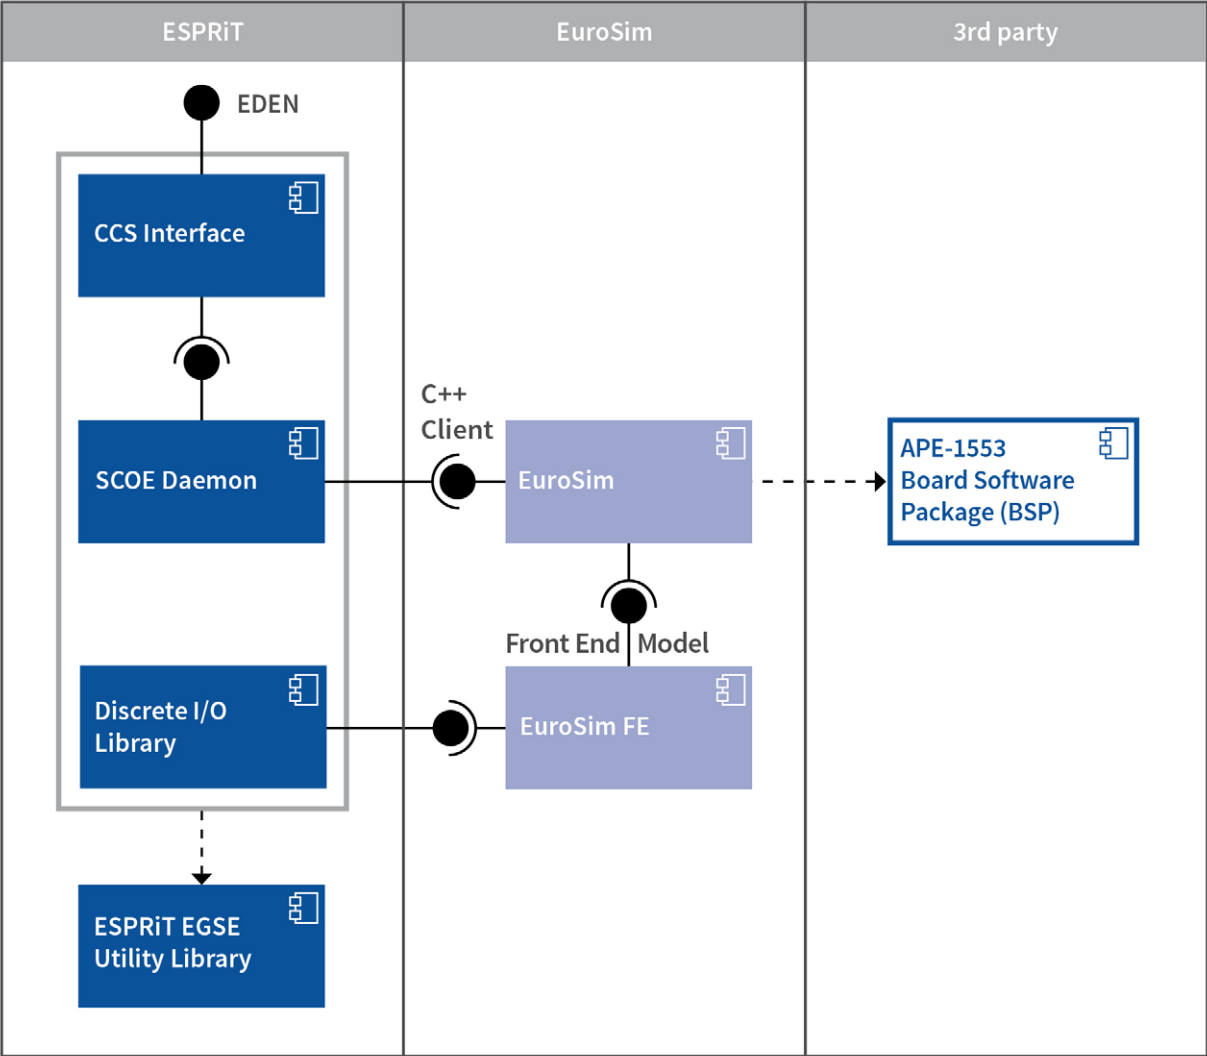 ESPRiT
EuroSim
3rd party
EDEN
CCS Interface
C++
Client
SCOE Daemon
EuroSim
APE-1553
Board Software
Package (BSP)
Front End Model
Discrete I/O
Library
EuroSim FE
ESPRiT EGSE
Utility Library